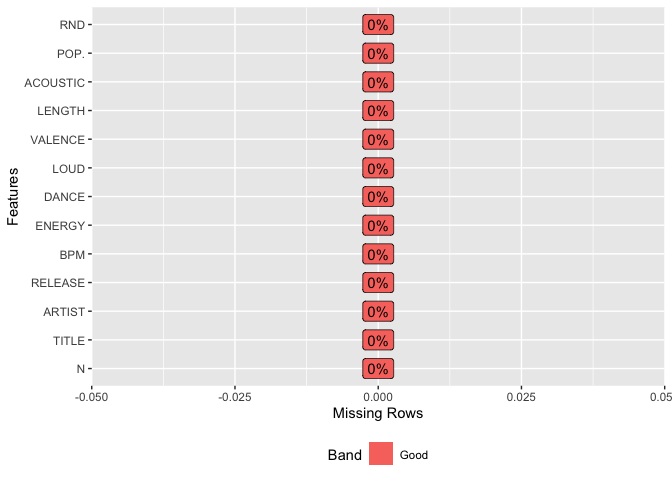 RND 0%
POP. 0%
ACOUSTIC 0%
LENGTH 0%
VALENCE 0%
LOUD 0%
DANCE 0%
ENERGY 0%
BPM 0%
RELEASE 0%
ARTIST 0%
TITLE 0%
N 0%
Features
-0.050 -0.025 0.000 0.025 0.05
Missing Rows
Band Good